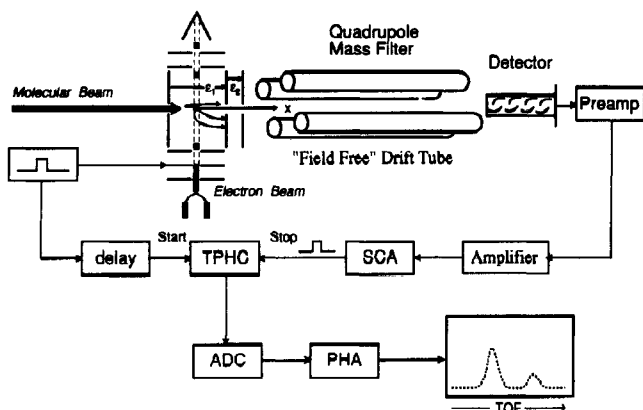 Quadrupole
Mass Filter
Detector
Molecular Beam
ε₁
ε₂
x
Preamp
"Field Free" Drift Tube
Electron Beam
Start
Stop
delay
TPHC
SCA
Amplifier
ADC
PHA
TOF